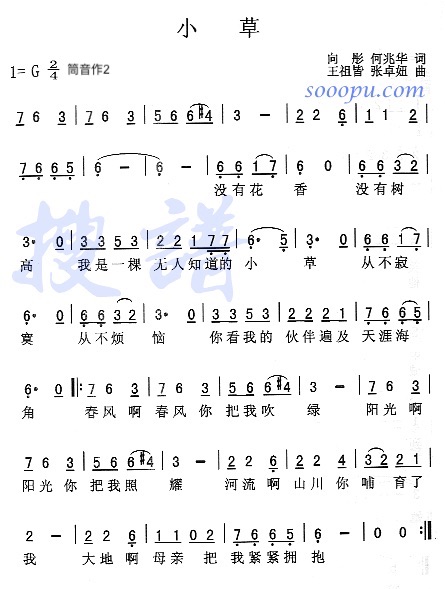 小 草
1=G 2/4 筒音作2
向 彤 何兆华 词
王祖皆 张卓娅 曲
sooopu.com
7 6 3 | 7 6 3 | 5 6 6 #4 | 3 - | 2 2 6 | 2 2 6 | 3 2 2 1 |
7 6 6 5 | 6 - | 6 - | 6 6 1 7 | 6 · 0 | 6 6 3 2 |
没有花 香 没有树
3 · 0 | 3 3 5 3 | 2 2 1 7 7 | 6 · 5 | 3 · 0 | 6 6 1 7 |
高 我是一棵 无人知道的 小 草 从不寂
6 · 0 | 6 6 3 2 | 3 · 0 | 3 3 5 3 | 2 2 0 1 | 7 6 6 5 |
寞 从不烦 恼 你看我的 伙伴遍及 天涯海
6 · 0 |: 7 6 3 | 7 6 3 | 5 6 6 #4 | 3 - | 2 2 6 |
角 春风啊 春风你 把我吹 绿 阳光啊
2 2 6 | 5 6 6 #4 | 3 - | 7 6 3 | 7 6 3 | 3 2 2 1 |
阳光你 把我照 耀 河流啊 山川你 哺育了
2 - | 2 2 6 | 2 2 6 | 7 6 6 5 | 6 - | 6 0 :|
我 大地啊 母亲 把 我紧紧拥 抱
搜谱